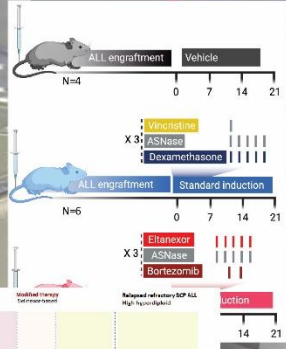 ALL engraftment Vehicle
N=4
0 7 14 21
Vincristine
X 3 ASNase
Dexamethasone
ALL engraftment Standard induction
N=6
0 7 14 21
Eltanexor
X 3 ASNase
Bortezomib
Modified therapy
Relapsed refractory BCP ALL
High hyperdiploid
uction
14 21